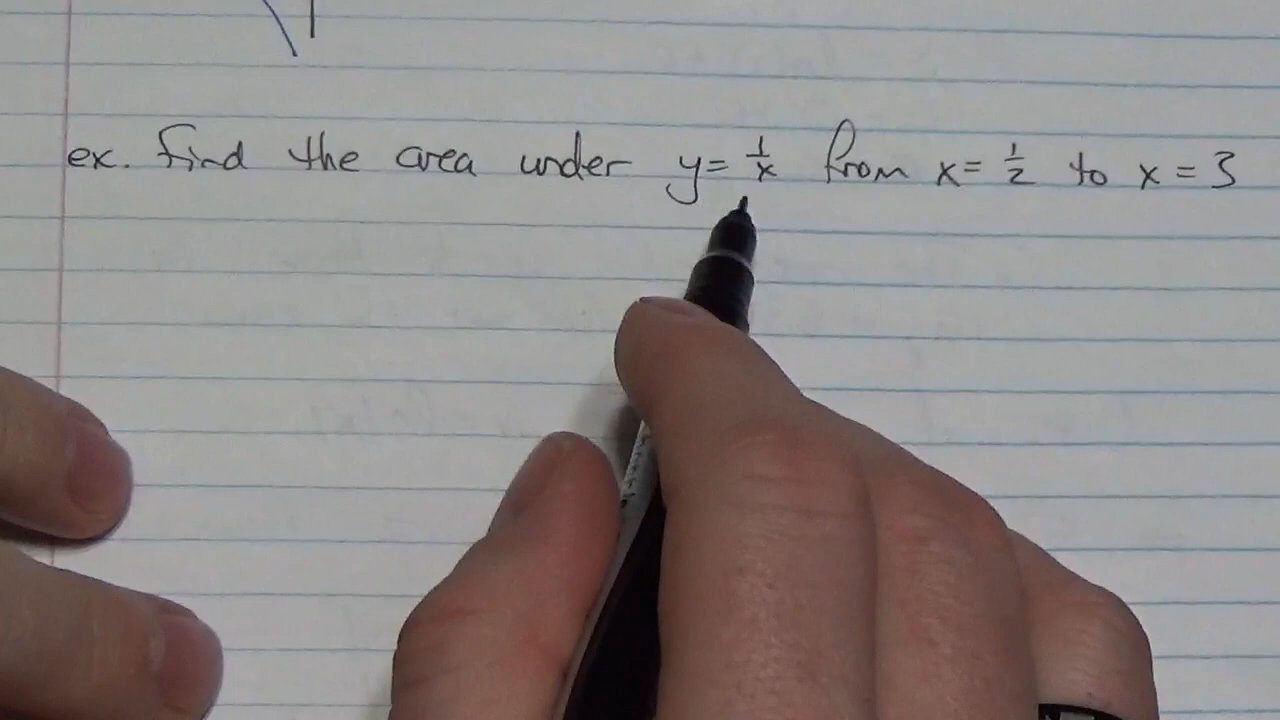 ex. find the area under y = 1/x from x = 1/2 to x = 3